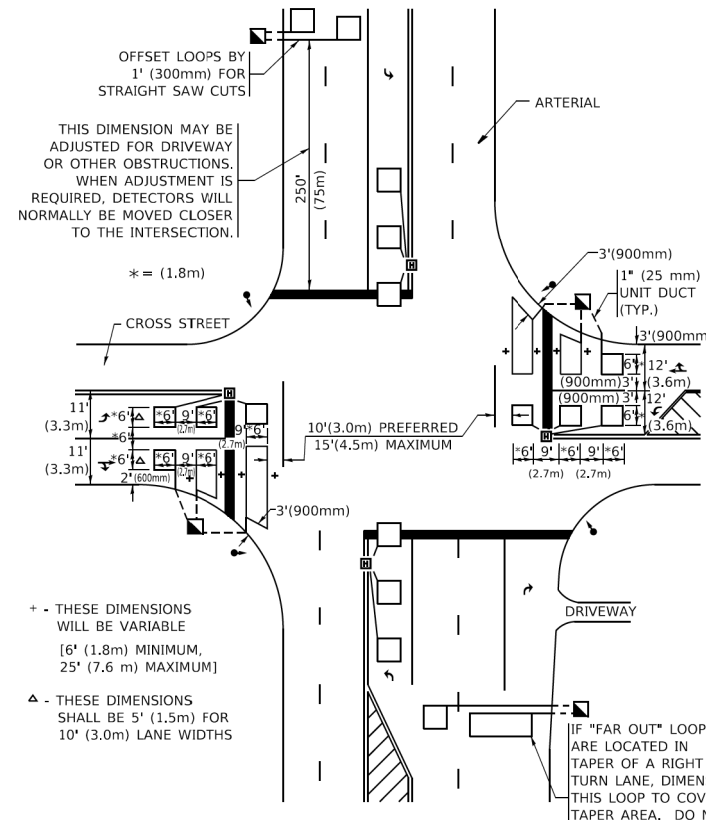 OFFSET LOOPS BY
1' (300mm) FOR
STRAIGHT SAW CUTS
ARTERIAL
THIS DIMENSION MAY BE
ADJUSTED FOR DRIVEWAY
OR OTHER OBSTRUCTIONS.
WHEN ADJUSTMENT IS
REQUIRED, DETECTORS WILL
NORMALLY BE MOVED CLOSER
TO THE INTERSECTION.
250'
(75m)
* = (1.8m)
H
3'(900mm)
1" (25 mm)
UNIT DUCT
(TYP.)
CROSS STREET
3'(900mm
+ + + +
6'* 12'
(3.6m)
(900mm) 3'
(900mm) 3'
12'
6'*
(3.6m)
H
*6' 9' *6' 9' *6'
(2.7m) (2.7m)
H
11'
(3.3m)
*6' △ *6' 9' *6'
(2.7m)
*6'
9' *6'
(2.7m)
10'(3.0m) PREFERRED
15'(4.5m) MAXIMUM
11'
(3.3m)
*6' △ *6' 9' *6'
(2.7m)
2' (600mm)
+ + + +
3'(900mm)
H
+ - THESE DIMENSIONS
WILL BE VARIABLE
[6' (1.8m) MINIMUM,
25' (7.6 m) MAXIMUM]
DRIVEWAY
△ - THESE DIMENSIONS
SHALL BE 5' (1.5m) FOR
10' (3.0m) LANE WIDTHS
IF "FAR OUT" LOOP
ARE LOCATED IN
TAPER OF A RIGHT
TURN LANE, DIMEN
THIS LOOP TO COV
TAPER AREA. DO N